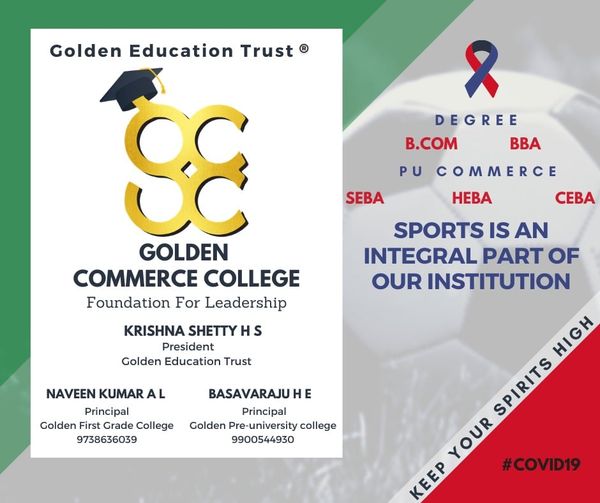 Golden Education Trust ®
GOLDEN
COMMERCE COLLEGE
Foundation For Leadership
KRISHNA SHETTY H S
President
Golden Education Trust
NAVEEN KUMAR A L
Principal
Golden First Grade College
9738636039
BASAVARAJU H E
Principal
Golden Pre-university college
9900544930
DEGREE
B.COM BBA
PU COMMERCE
SEBA HEBA CEBA
SPORTS IS AN
INTEGRAL PART OF
OUR INSTITUTION
KEEP YOUR SPIRITS HIGH
#COVID19